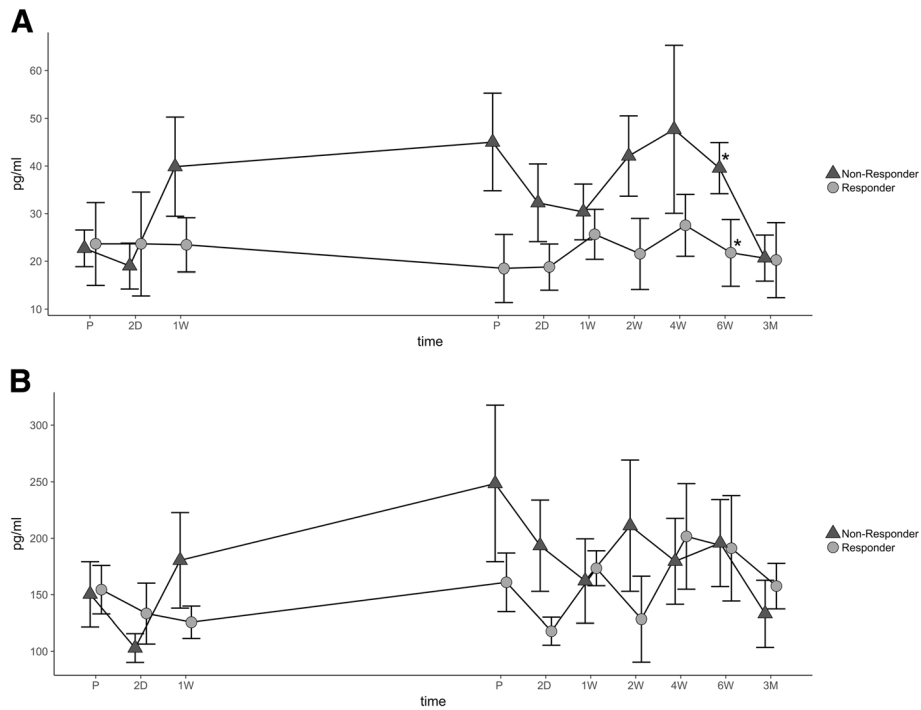 A
60
50
40
30
20
10
pg/ml
*
*
P 2D 1W P 2D 1W 2W 4W 6W 3M
time
Non-Responder
Responder
B
300
250
200
150
100
pg/ml
P 2D 1W P 2D 1W 2W 4W 6W 3M
time
Non-Responder
Responder